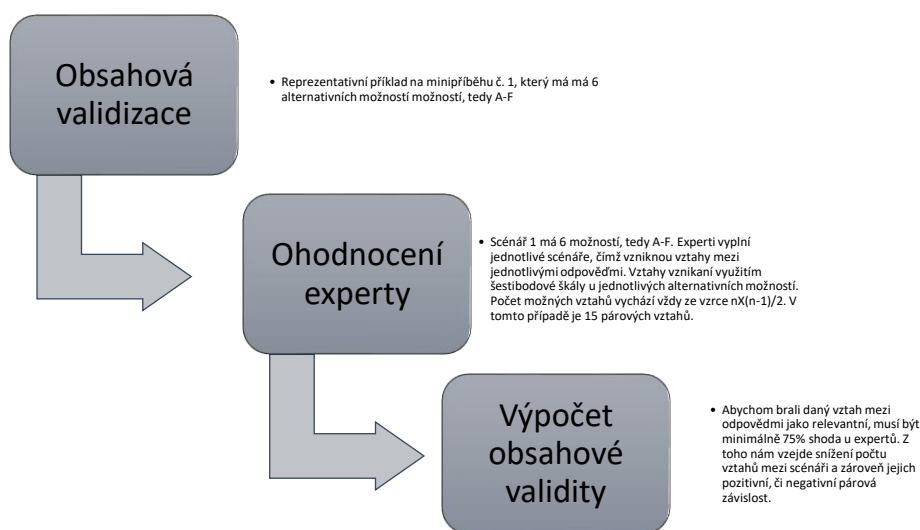 Obsahová
validizace
• Reprezentativní příklad na minipříběhu č. 1, který má má 6
alternativních možností možností, tedy A-F
Ohodnocení
experty
• Scénář 1 má 6 možností, tedy A-F. Experti vyplní
jednotlivé scénáře, čímž vzniknou vztahy mezi
jednotlivými odpověďmi. Vztahy vznikaní využitím
šestibodové škály u jednotlivých alternativních možností.
Počet možných vztahů vychází vždy ze vzrce nX(n-1)/2. V
tomto případě je 15 párových vztahů.
Výpočet
obsahové
validity
• Abychom brali daný vztah mezi
odpovědmi jako relevantní, musí být
minimálně 75% shoda u expertů. Z
toho nám vzejde snížení počtu
vztahů mezi scénáři a zároveň jejich
pozitivní, či negativní párová
závislost.